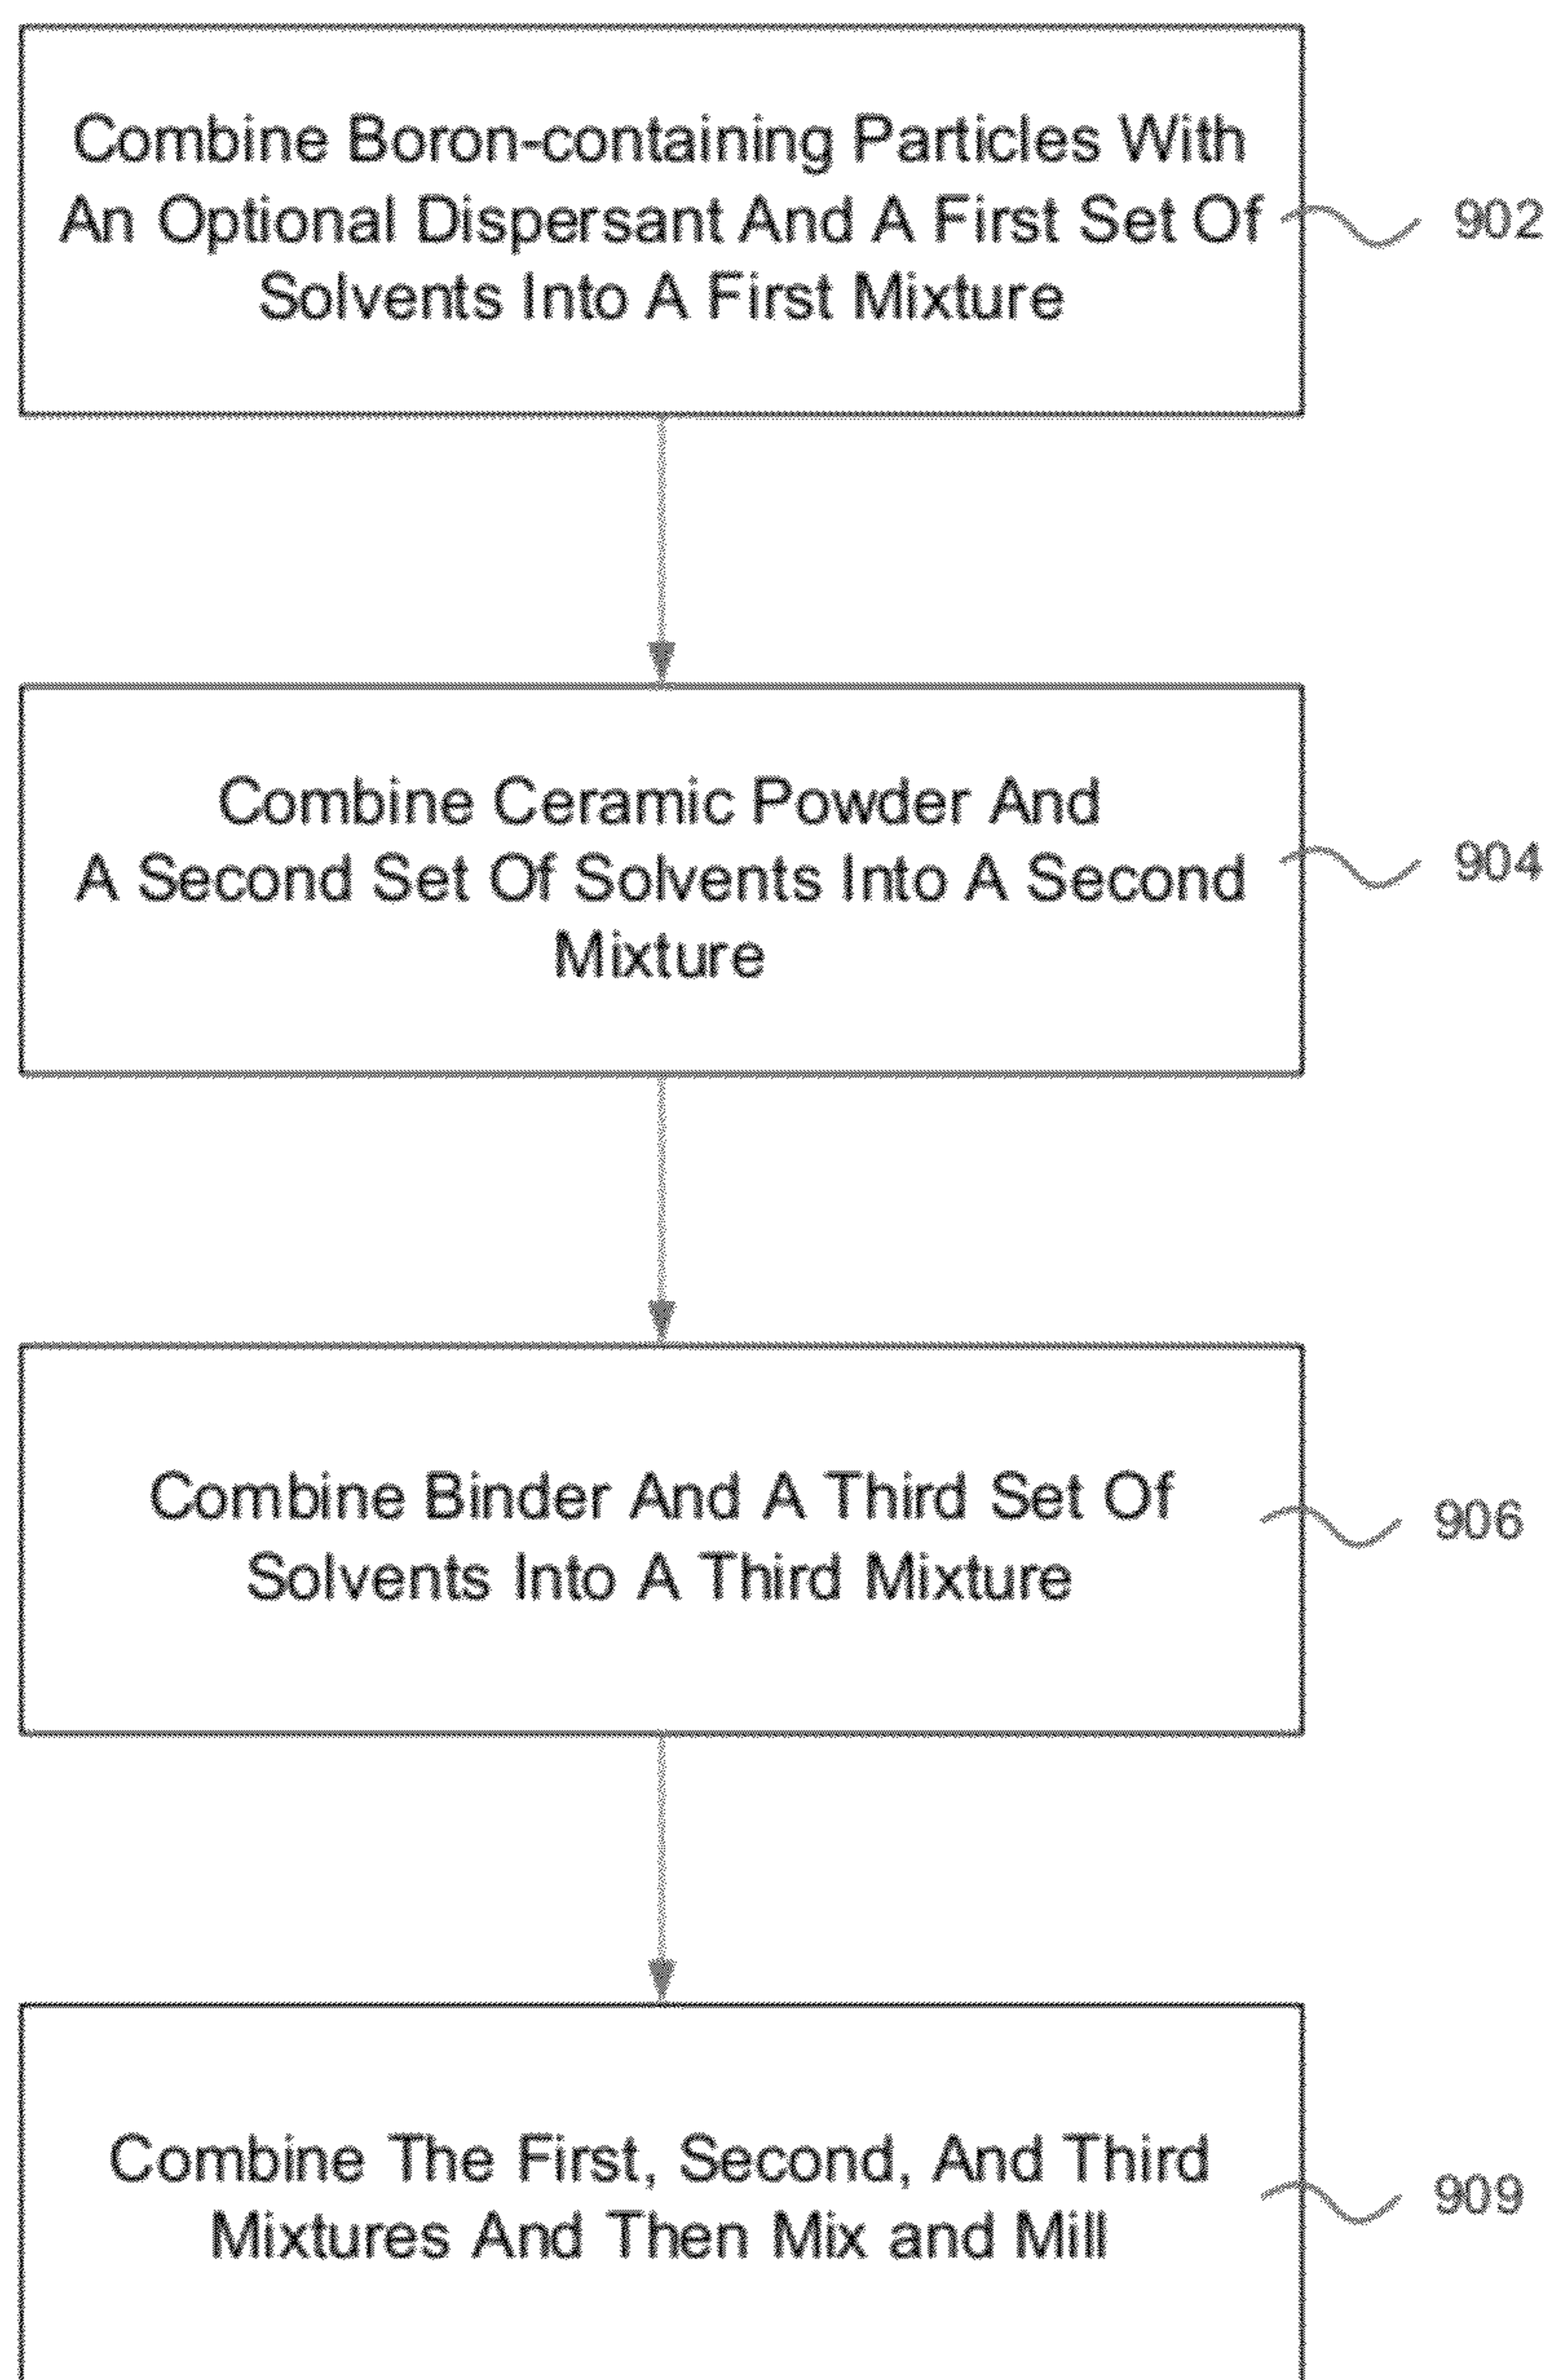 Combine Boron-containing Particles With
An Optional Dispersant And A First Set Of
Solvents Into A First Mixture
902
Combine Ceramic Powder And
A Second Set Of Solvents Into A Second
Mixture
904
Combine Binder And A Third Set Of
Solvents Into A Third Mixture
906
Combine The First, Second, And Third
Mixtures And Then Mix and Mill
909